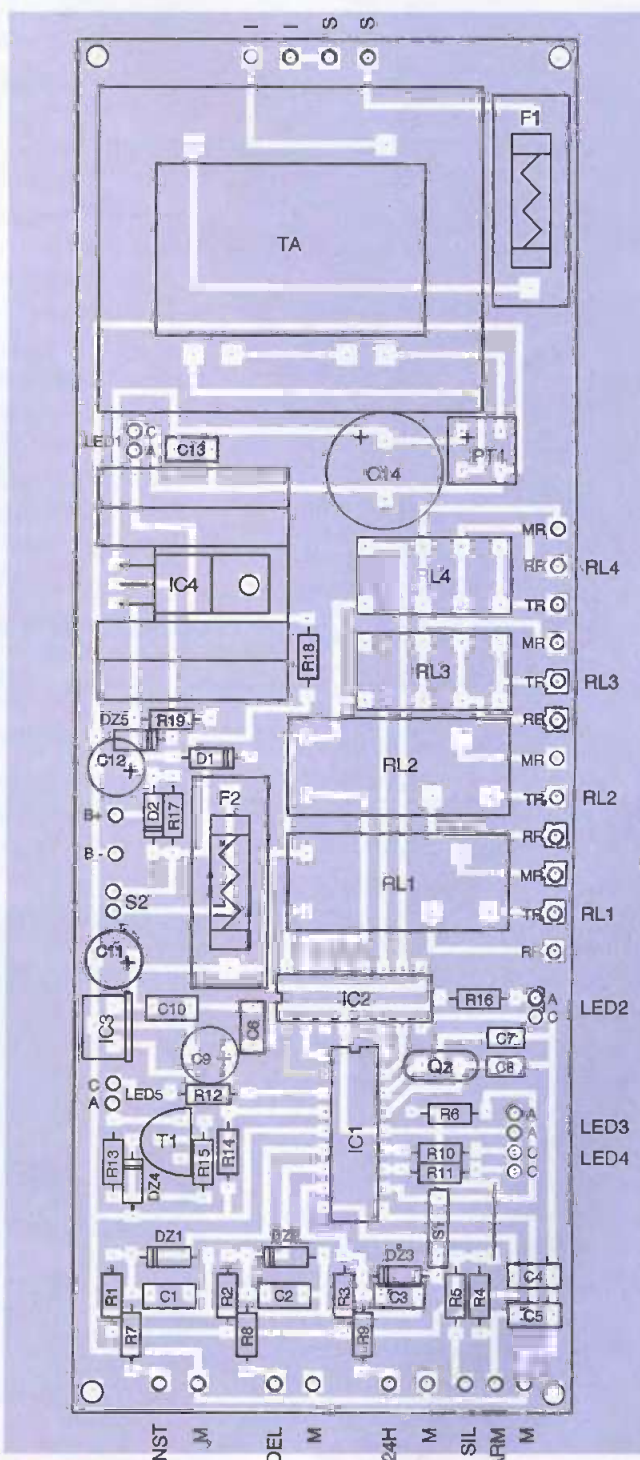 I I S S
F1
TA
LED1 C
A
C13
C14
PT1
MR
RR RL4
RL4
TR
IC4
R18
MR
RL3
TR RL3
RR
DZ5 R19
C12
D1
RL2
MR
TR RL2
F2
D2 R17
B+
B-
RR
MR
RL1
TR RL1
S2
RR
C11
IC2
R16 A LED2
C
C10
IC3
C7
C9
Qz
C
A LED5
R12
IC1
R6 A LED3
A
R10 C LED4
R11 C
R13
T1
R15 R14
DZ4
S1
DZ1
DZ3
C4
R1 C1 R2 C2 R3 C3 R5 R4
C5
R7 R8 R9
INST M DEL M 24H M SIL ARM M